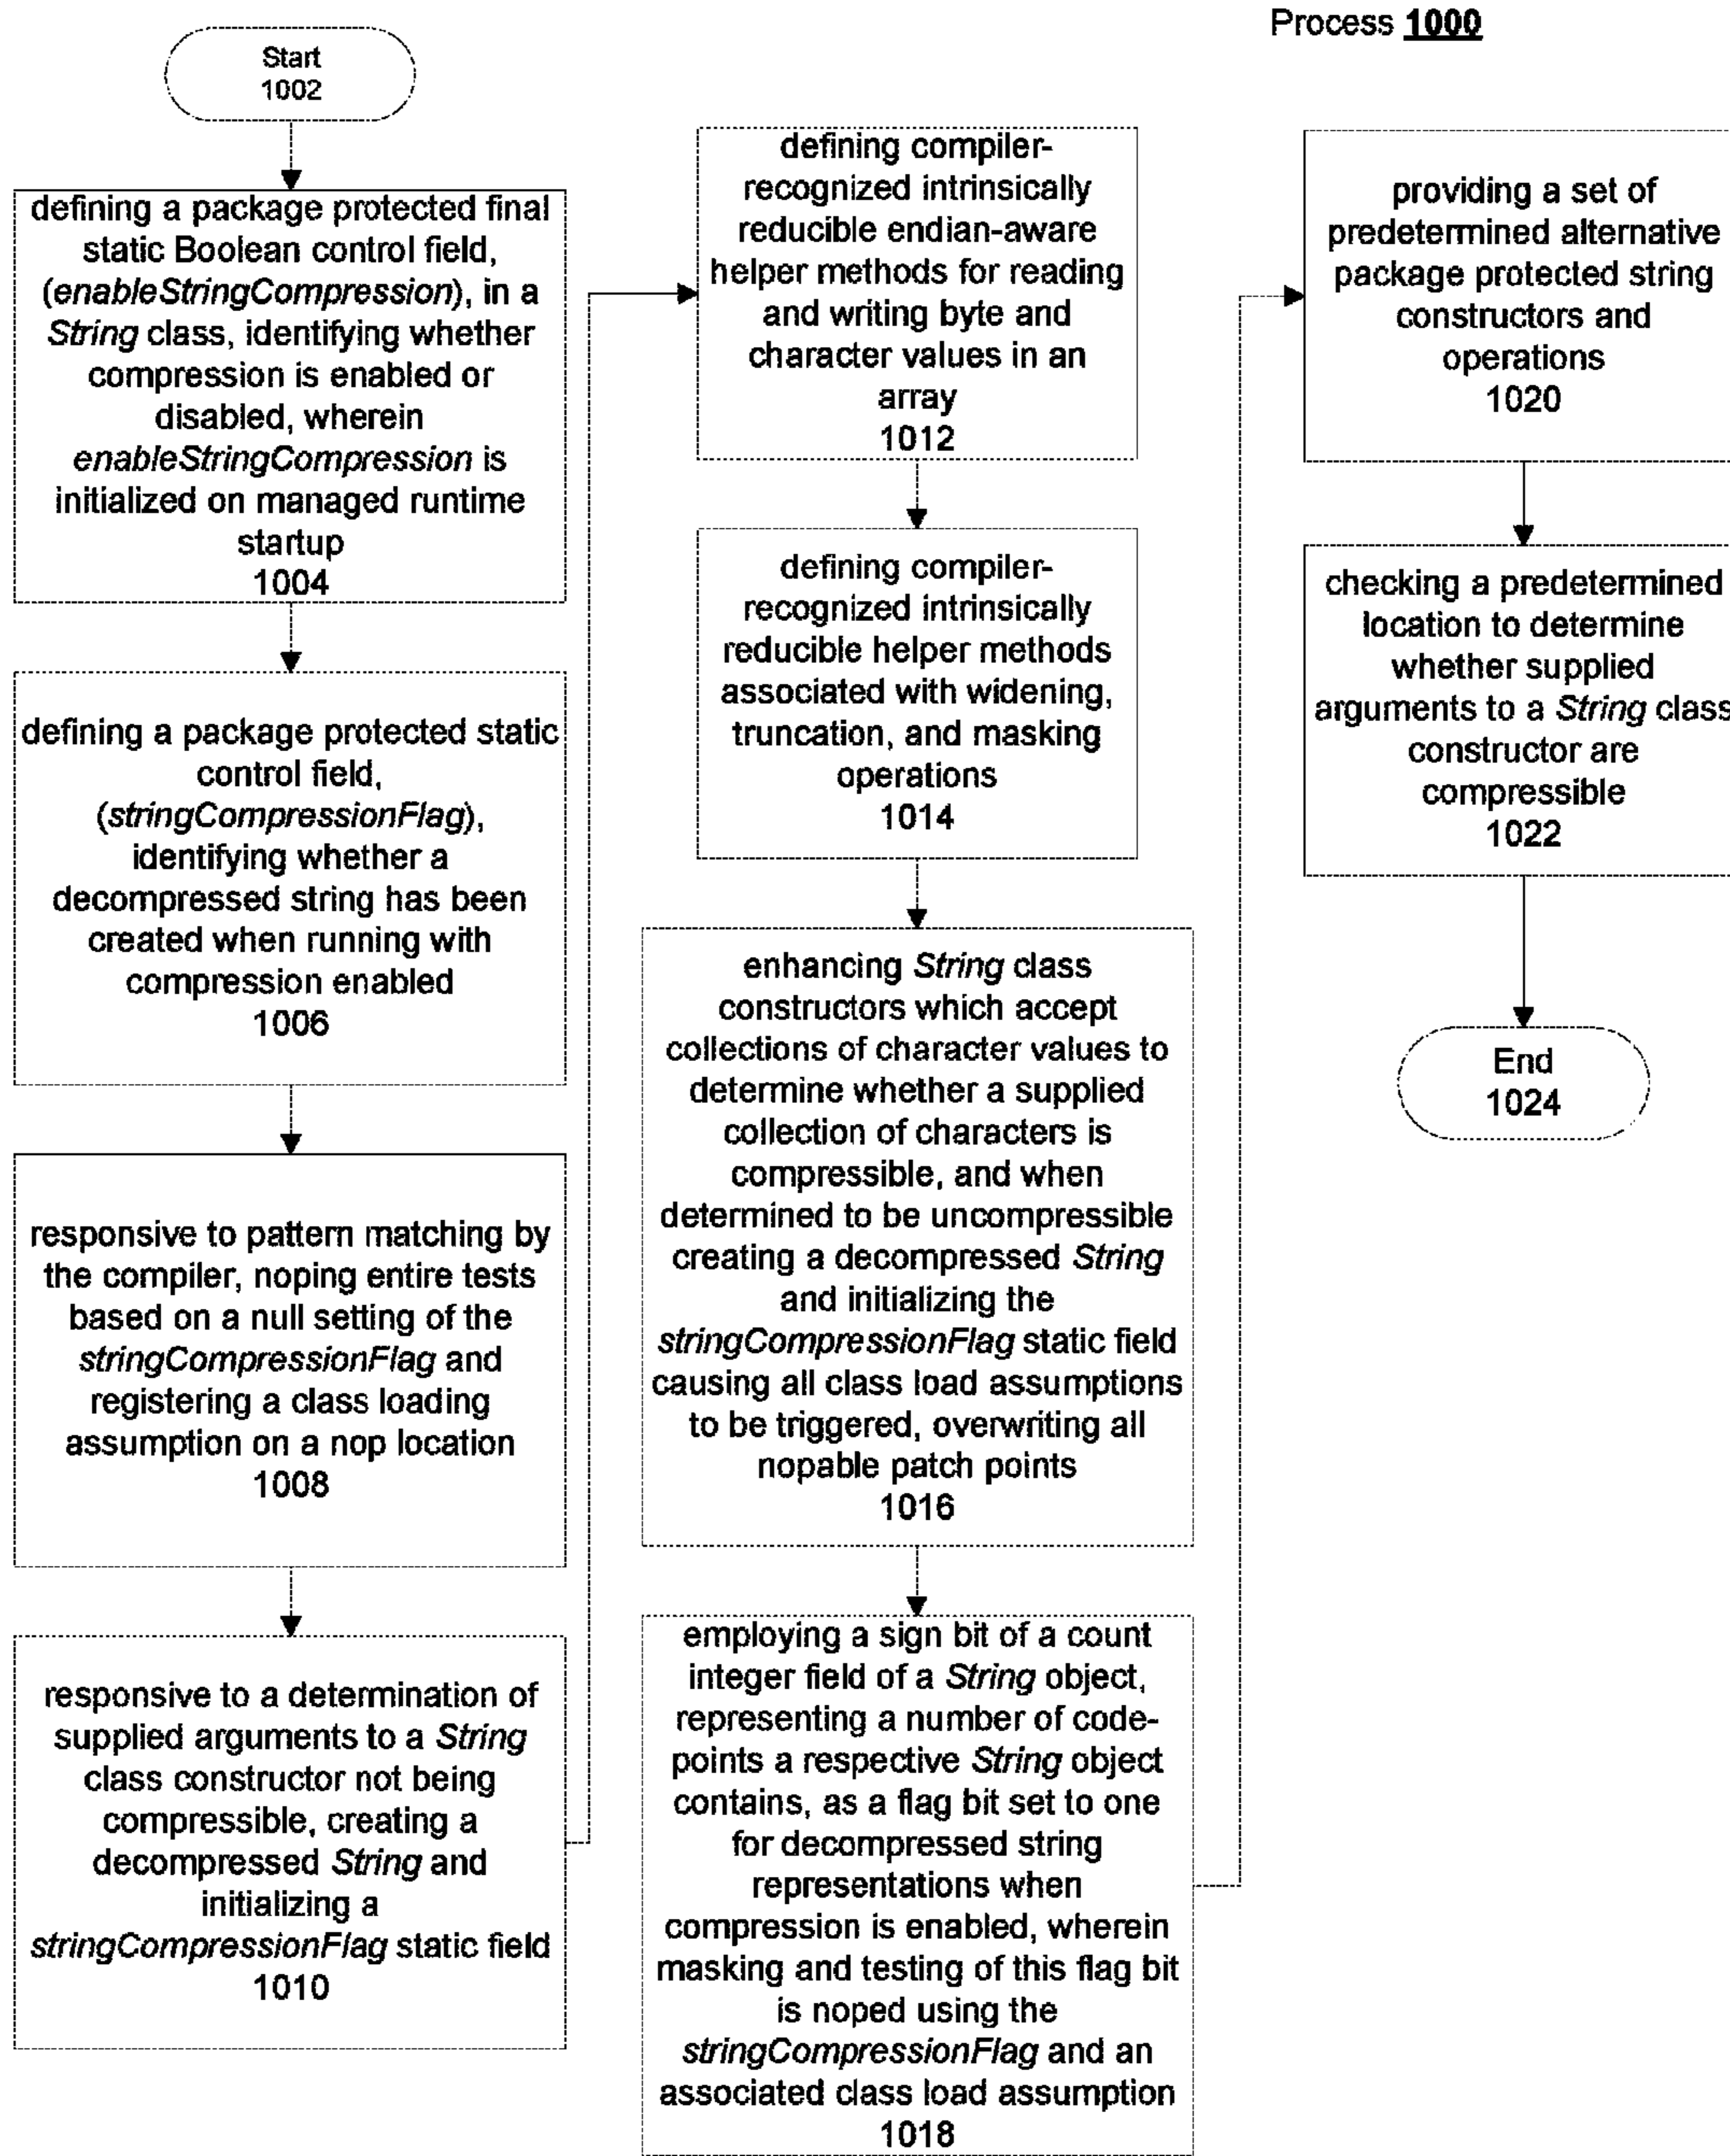 Process 1000
Start
1002
defining a package protected final
static Boolean control field,
(enableStringCompression), in a
String class, identifying whether
compression is enabled or
disabled, wherein
enableStringCompression is
initialized on managed runtime
startup
1004
defining a package protected static
control field,
(stringCompressionFlag),
identifying whether a
decompressed string has been
created when running with
compression enabled
1006
responsive to pattern matching by
the compiler, noping entire tests
based on a null setting of the
stringCompressionFlag and
registering a class loading
assumption on a nop location
1008
responsive to a determination of
supplied arguments to a String
class constructor not being
compressible, creating a
decompressed String and
initializing a
stringCompressionFlag static field
1010
defining compiler-
recognized intrinsically
reducible endian-aware
helper methods for reading
and writing byte and
character values in an
array
1012
defining compiler-
recognized intrinsically
reducible helper methods
associated with widening,
truncation, and masking
operations
1014
enhancing String class
constructors which accept
collections of character values to
determine whether a supplied
collection of characters is
compressible, and when
determined to be uncompressible
creating a decompressed String
and initializing the
stringCompressionFlag static field
causing all class load assumptions
to be triggered, overwriting all
nopable patch points
1016
employing a sign bit of a count
integer field of a String object,
representing a number of code-
points a respective String object
contains, as a flag bit set to one
for decompressed string
representations when
compression is enabled, wherein
masking and testing of this flag bit
is noped using the
stringCompressionFlag and an
associated class load assumption
1018
providing a set of
predetermined alternative
package protected string
constructors and
operations
1020
checking a predetermined
location to determine
whether supplied
arguments to a String class
constructor are
compressible
1022
End
1024